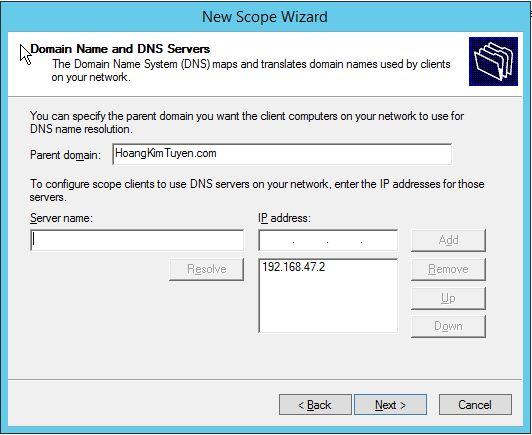 New Scope Wizard
Domain Name and DNS Servers
The Domain Name System (DNS) maps and translates domain names used by clients
on your network.
You can specify the parent domain you want the client computers on your network to use for
DNS name resolution.
Parent domain: HoangKimTuyen.com
To configure scope clients to use DNS servers on your network, enter the IP addresses for those
servers.
Server name: IP address:
. . . Add
Resolve 192.168.47.2 Remove
Up
Down
< Back Next > Cancel